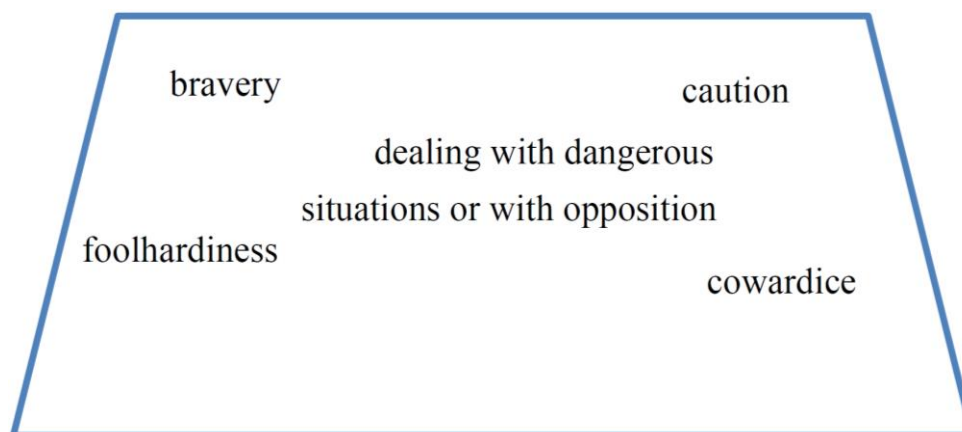 bravery
caution
dealing with dangerous
situations or with opposition
foolhardiness
cowardice